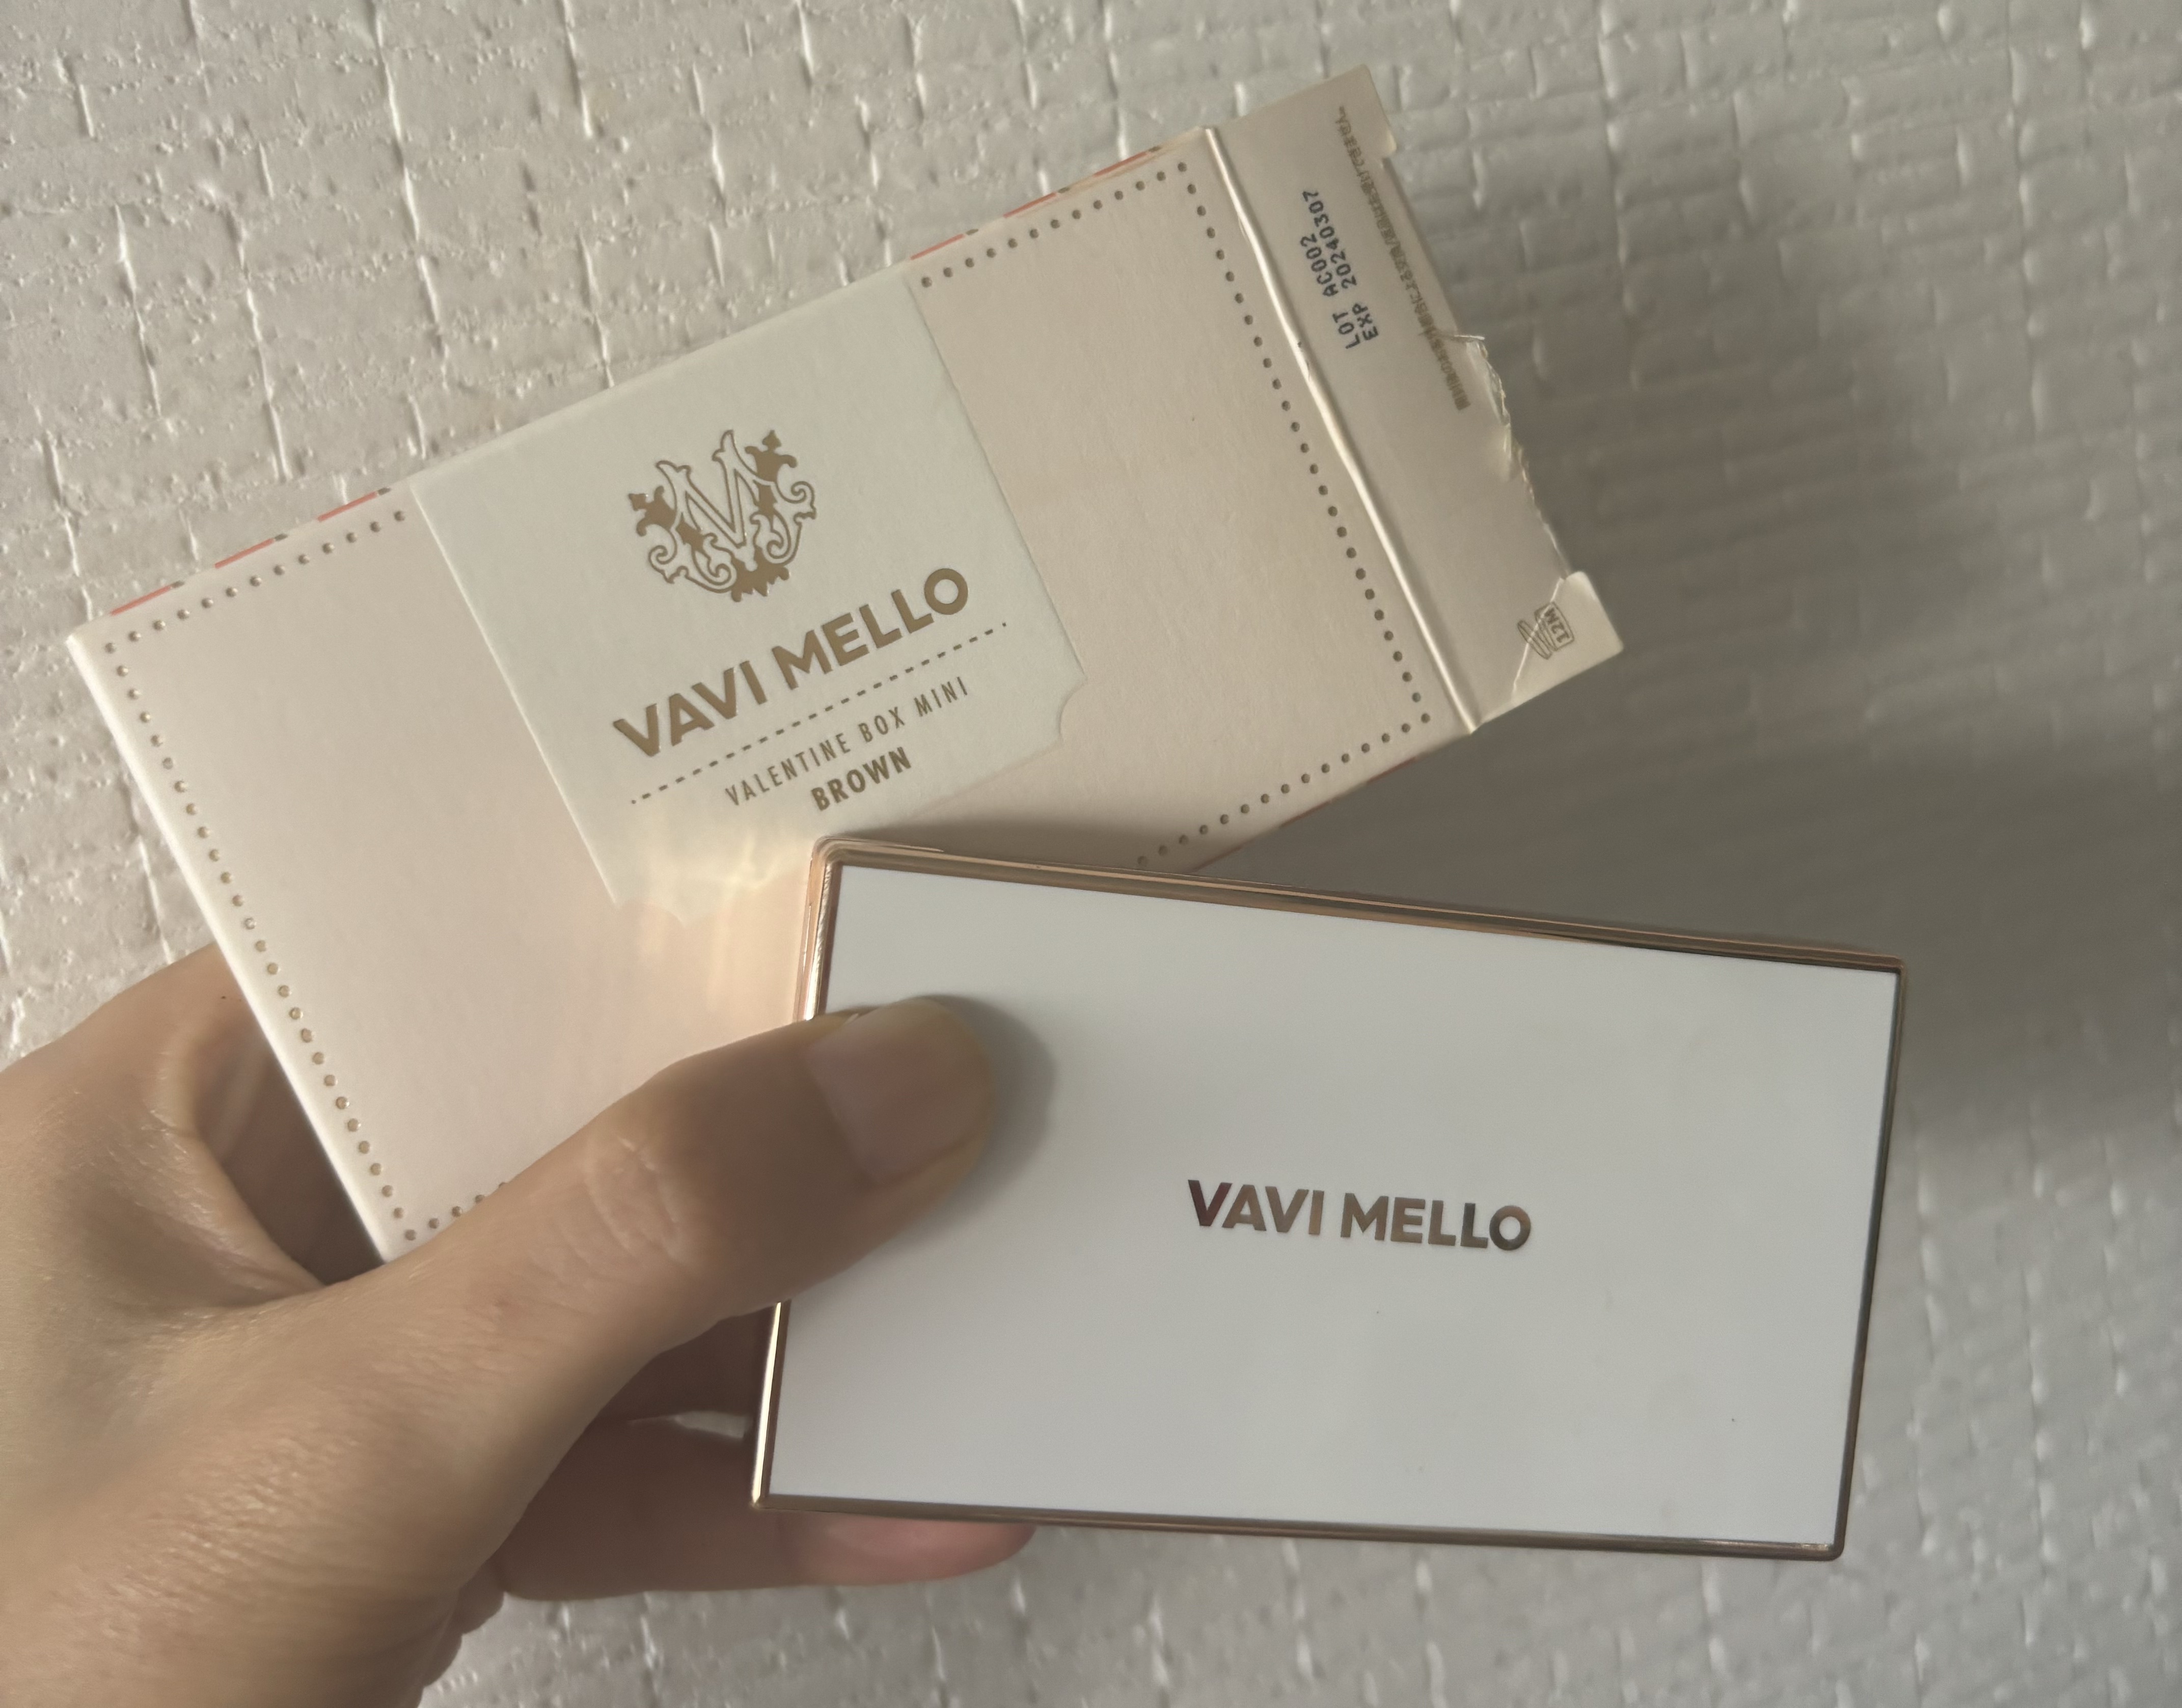 VAVI MELLO
VALENTINE BOX MINI
BROWN
LOT AC002
EXP 20240307
12M
VAVI MELLO